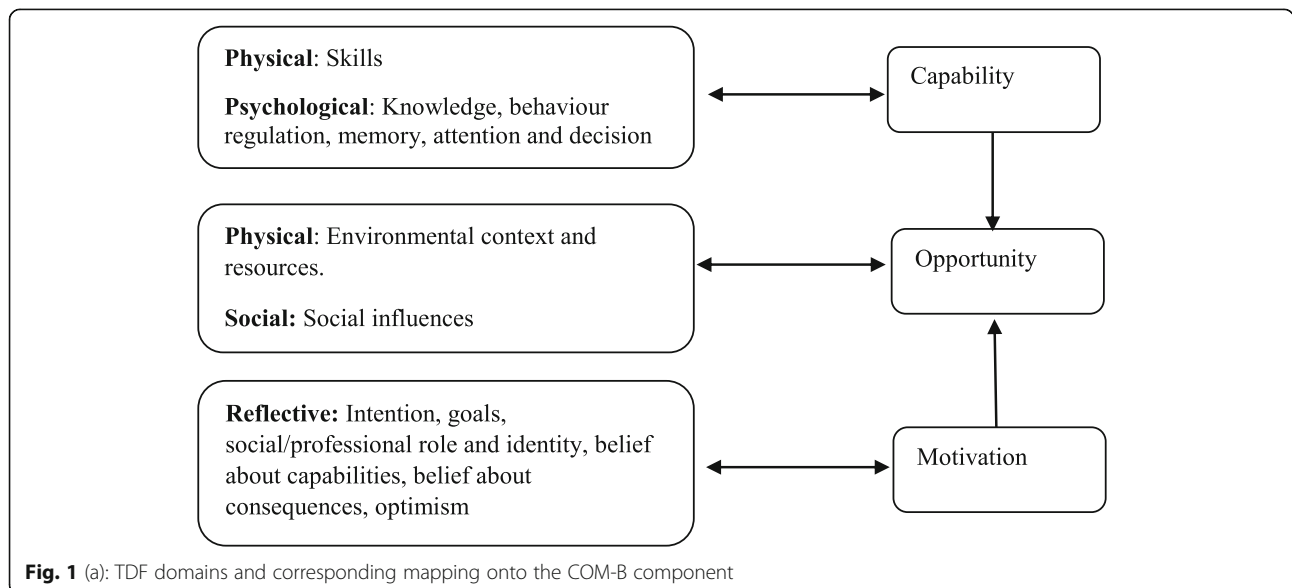 Physical: Skills
Psychological: Knowledge, behaviour
regulation, memory, attention and decision
Capability
Physical: Environmental context and
resources.
Social: Social influences
Opportunity
Reflective: Intention, goals,
social/professional role and identity, belief
about capabilities, belief about
consequences, optimism
Motivation
Fig. 1 (a): TDF domains and corresponding mapping onto the COM-B component